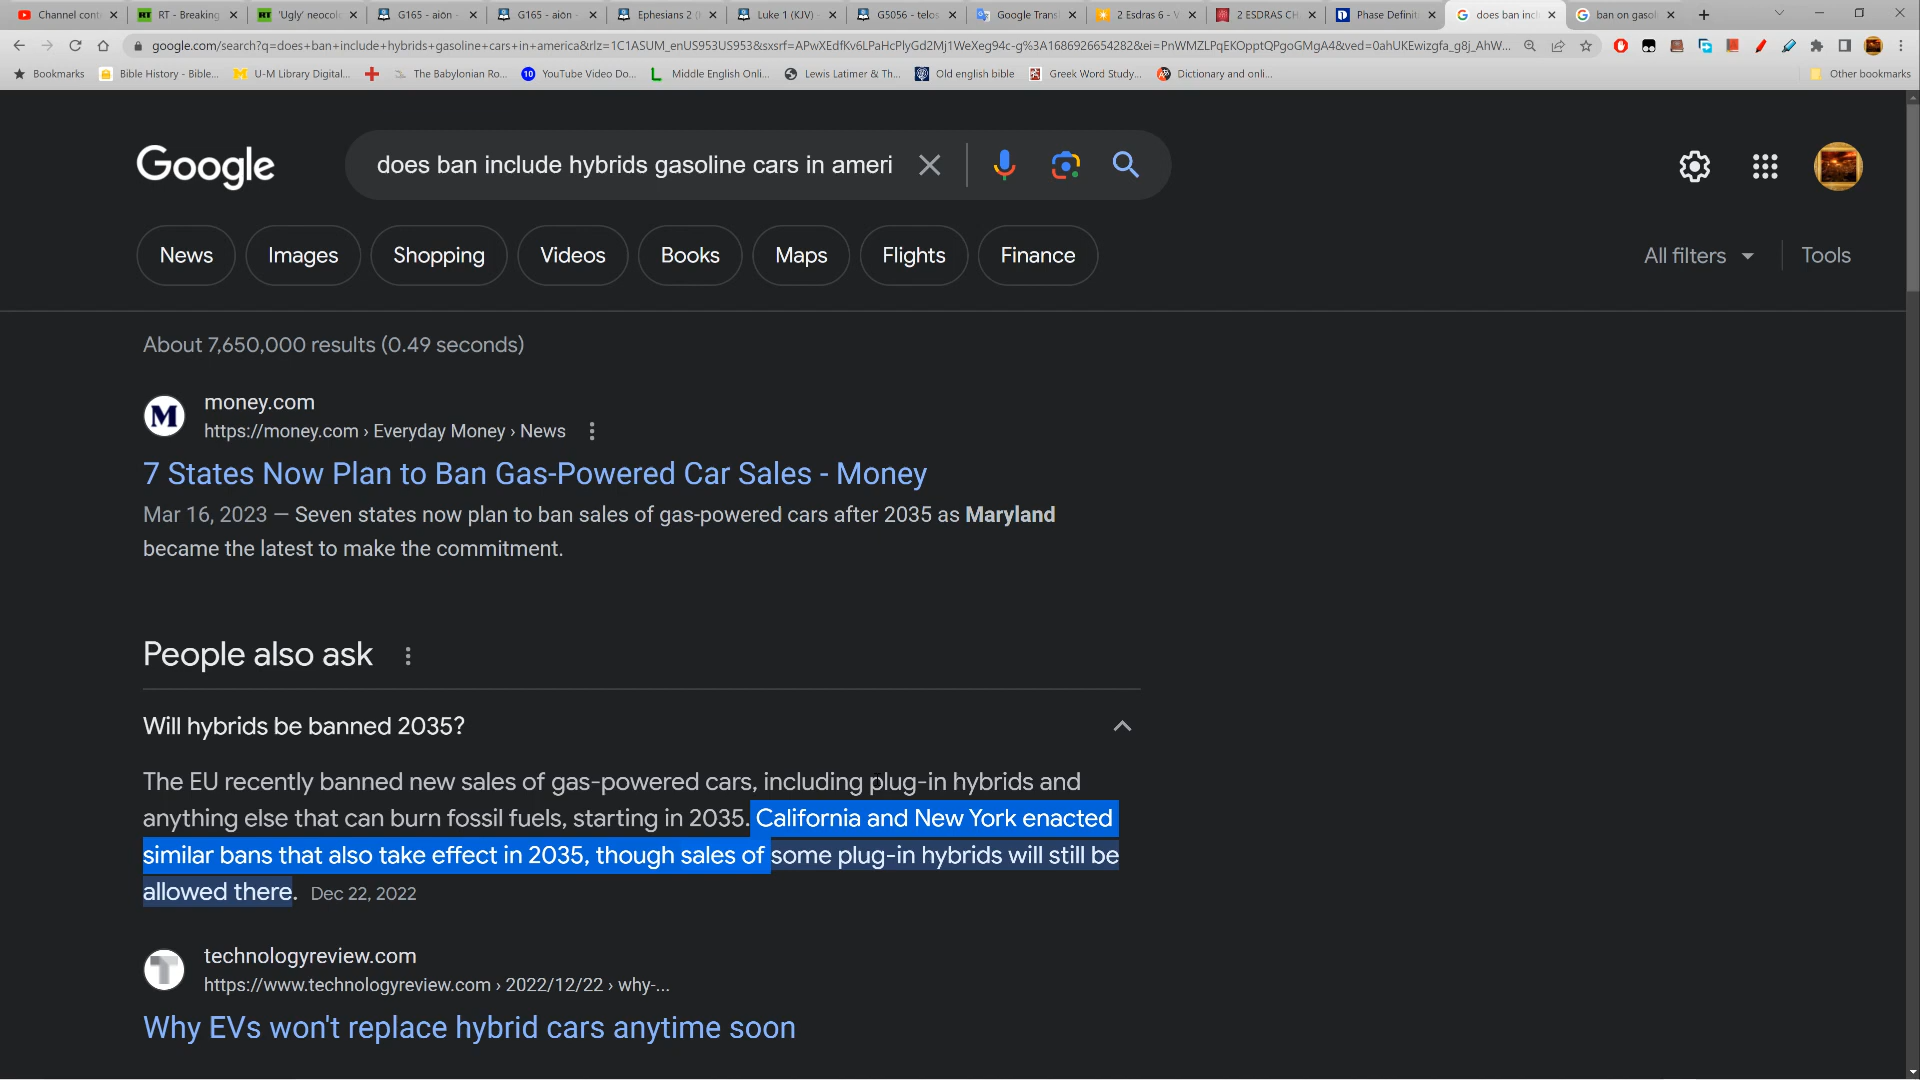 Channel cont
RT - Breaking
'Ugly' neocol
G165 - aiōn -
G165 - aiōn -
Ephesians 2 (
Luke 1 (KJV) -
G5056 - telos
Google Trans
2 Esdras 6 - V
2 ESDRAS CH
Phase Definit
does ban incl
ban on gasol
google.com/search?q=does+ban+include+hybrids+gasoline+cars+in+america&rlz=1C1ASUM_enUS953US953&sxsrf=APwXEdfKv6LPaHcPlyGd2Mj1WeXeg94c-g%3A1686926654282&ei=PnWMZLPqEKOpptQPgoGMgA4&ved=0ahUKEwizgfa_g8j_AhW...
Bookmarks
Bible History - Bible...
U-M Library Digital...
The Babylonian Ro...
YouTube Video Do...
Middle English Onli...
Lewis Latimer & Th...
Old english bible
Greek Word Study...
Dictionary and onli...
Other bookmarks
Google
does ban include hybrids gasoline cars in ameri
News
Images
Shopping
Videos
Books
Maps
Flights
Finance
All filters
Tools
About 7,650,000 results (0.49 seconds)
money.com
https://money.com › Everyday Money › News
7 States Now Plan to Ban Gas-Powered Car Sales - Money
Mar 16, 2023 — Seven states now plan to ban sales of gas-powered cars after 2035 as Maryland
became the latest to make the commitment.
People also ask
Will hybrids be banned 2035?
The EU recently banned new sales of gas-powered cars, including plug-in hybrids and
anything else that can burn fossil fuels, starting in 2035. California and New York enacted
similar bans that also take effect in 2035, though sales of some plug-in hybrids will still be
allowed there. Dec 22, 2022
technologyreview.com
https://www.technologyreview.com › 2022/12/22 › why-...
Why EVs won't replace hybrid cars anytime soon